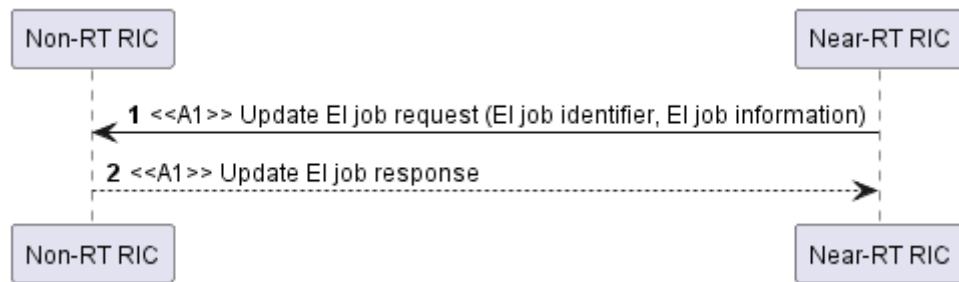 Non-RT RIC
Near-RT RIC
1 <<A1>> Update EI job request (EI job identifier, EI job information)
2 <<A1>> Update EI job response
Non-RT RIC
Near-RT RIC